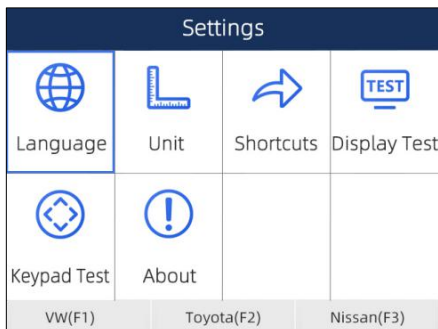 Settings
TEST
Language Unit Shortcuts Display Test
Keypad Test About
VW(F1) Toyota(F2) Nissan(F3)